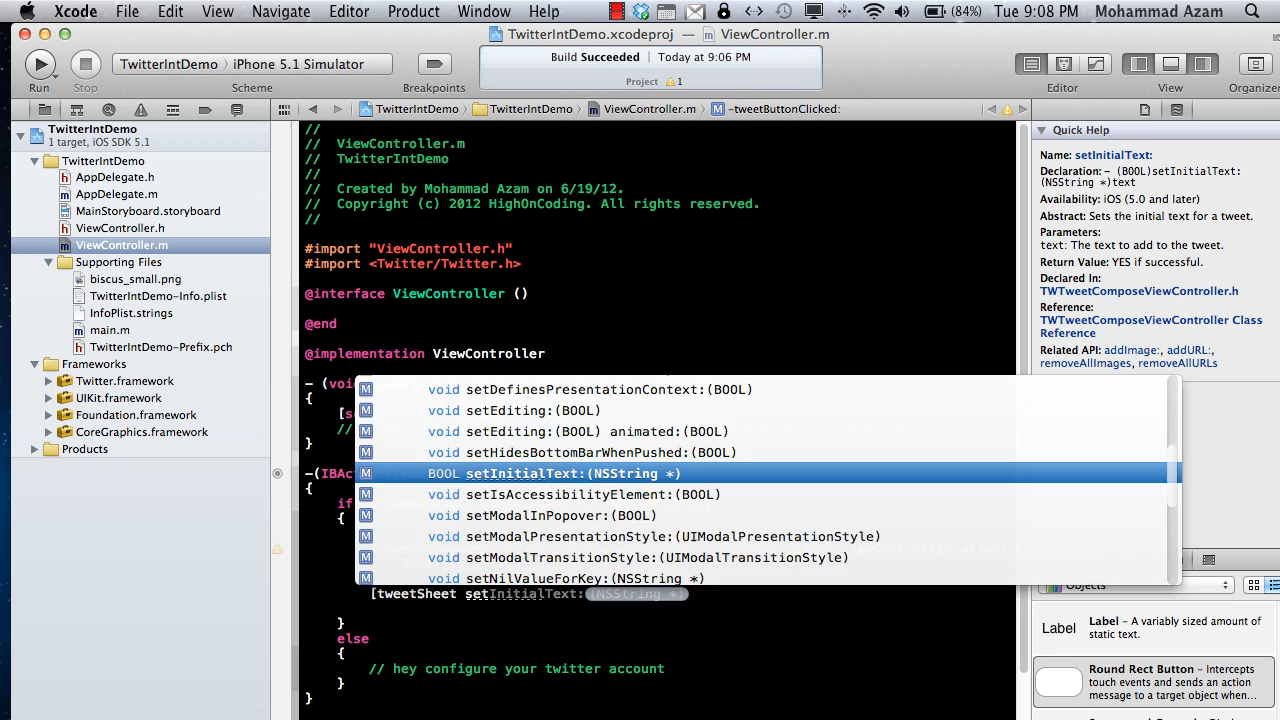 Xcode File Edit View Navigate Editor Product Window Help (84%) Tue 9:08 PM Mohammad Azam
TwitterIntDemo.xcodeproj — ViewController.m
TwitterIntDemo iPhone 5.1 Simulator
Build Succeeded Today at 9:06 PM
Project 1
Run Stop Scheme Breakpoints Editor View Organizer
TwitterIntDemo TwitterIntDemo ViewController.m M -tweetButtonClicked:
TwitterIntDemo
1 target, iOS SDK 5.1
TwitterIntDemo
h AppDelegate.h
m AppDelegate.m
MainStoryboard.storyboard
h ViewController.h
m ViewController.m
Supporting Files
biscus_small.png
TwitterIntDemo-Info.plist
InfoPlist.strings
m main.m
h TwitterIntDemo-Prefix.pch
Frameworks
Twitter.framework
UIKit.framework
Foundation.framework
CoreGraphics.framework
Products
//
// ViewController.m
// TwitterIntDemo
//
// Created by Mohammad Azam on 6/19/12.
// Copyright (c) 2012 HighOnCoding. All rights reserved.
//
#import "ViewController.h"
#import <Twitter/Twitter.h>
@interface ViewController ()
@end
@implementation ViewController
- (voi
{
[s
//
}
-(IBAc
{
if
{
M void setDefinesPresentationContext:(BOOL)
M void setEditing:(BOOL)
M void setEditing:(BOOL) animated:(BOOL)
M void setHidesBottomBarWhenPushed:(BOOL)
M BOOL setInitialText:(NSString *)
M void setIsAccessibilityElement:(BOOL)
M void setModalInPopover:(BOOL)
M void setModalPresentationStyle:(UIModalPresentationStyle)
M void setModalTransitionStyle:(UIModalTransitionStyle)
M void setNilValueForKey:(NSString *)
[tweetSheet setInitialText:(NSString *)
}
else
{
// hey configure your twitter account
}
}
Quick Help
Name: setInitialText:
Declaration: - (BOOL)setInitialText:
(NSString *)text
Availability: iOS (5.0 and later)
Abstract: Sets the initial text for a tweet.
Parameters:
text: The text to add to the tweet.
Return Value: YES if successful.
Declared In:
TWTweetComposeViewController.h
Reference:
TWTweetComposeViewController Class
Reference
Related API: addImage:, addURL:,
removeAllImages, removeAllURLs
Objects
Label
Label – A variably sized amount of
static text.
Round Rect Button – Intercepts
touch events and sends an action
message to a target object when...